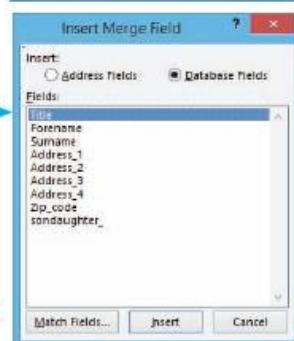 Insert Merge Field ? ×
Insert:
Address Fields Database Fields
Fields:
Title
Forename
Surname
Address_1
Address_2
Address_3
Address_4
Zip_code
sondaughter_
Match Fields... Insert Cancel